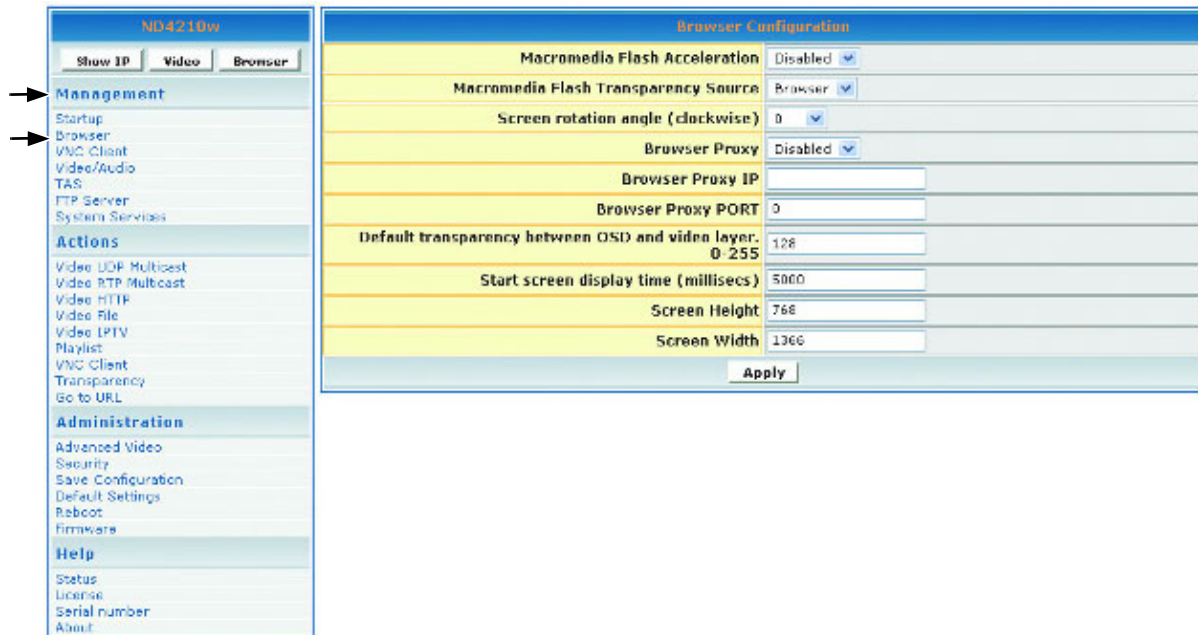 ND4210w
Show IP Video Browser
Management
Startup
Browser
VNC Client
Video/Audio
TAS
FTP Server
System Services
Actions
Video UDP Multicast
Video RTP Multicast
Video HTTP
Video File
Video IPTV
Playlist
VNC Client
Transparency
Go to URL
Administration
Advanced Video
Security
Save Configuration
Default Settings
Reboot
Firmware
Help
Status
License
Serial number
About
Browser Configuration
Macromedia Flash Acceleration Disabled
Macromedia Flash Transparency Source Browser
Screen rotation angle (clockwise) 0
Browser Proxy Disabled
Browser Proxy IP
Browser Proxy PORT 0
Default transparency between OSD and video layer.
0-255 128
Start screen display time (millisecs) 5000
Screen Height 768
Screen Width 1366
Apply